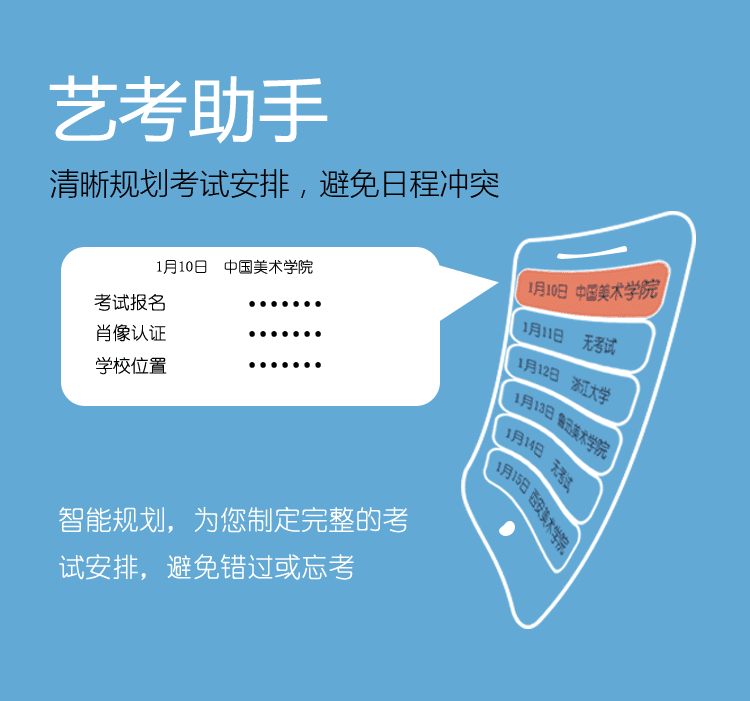 艺考助手
清晰规划考试安排，避免日程冲突
1月10日 中国美术学院
考试报名 •••••••
肖像认证 •••••••
学校位置 •••••••
1月10日 中国美术学院
1月11日 无考试
1月12日 浙江大学
1月13日 鲁迅美术学院
1月14日 无考试
1月15日 西安美术学院
智能规划，为您制定完整的考
试安排，避免错过或忘考